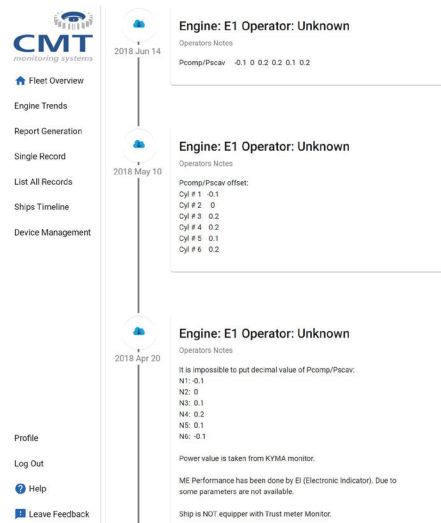 CMT
monitoring systems
Fleet Overview
Engine Trends
Report Generation
Single Record
List All Records
Ships Timeline
Device Management
Profile
Log Out
Help
Leave Feedback
2018 Jun 14
Engine: E1 Operator: Unknown
Operators Notes
Pcomp/Pscav -0.1 0 0.2 0.2 0.1 0.2
2018 May 10
Engine: E1 Operator: Unknown
Operators Notes
Pcomp/Pscav offset:
Cyl # 1 -0.1
Cyl # 2 0
Cyl # 3 0.2
Cyl # 4 0.2
Cyl # 5 0.1
Cyl # 6 0.2
2018 Apr 20
Engine: E1 Operator: Unknown
Operators Notes
It is impossible to put decimal value of Pcomp/Pscav:
N1: -0.1
N2: 0
N3: 0.1
N4: 0.2
N5: 0.1
N6: -0.1
Power value is taken from KYMA monitor.
ME Performance has been done by EI (Electronic Indicator). Due to
some parameters are not available.
Ship is NOT equipper with Trust meter Monitor.